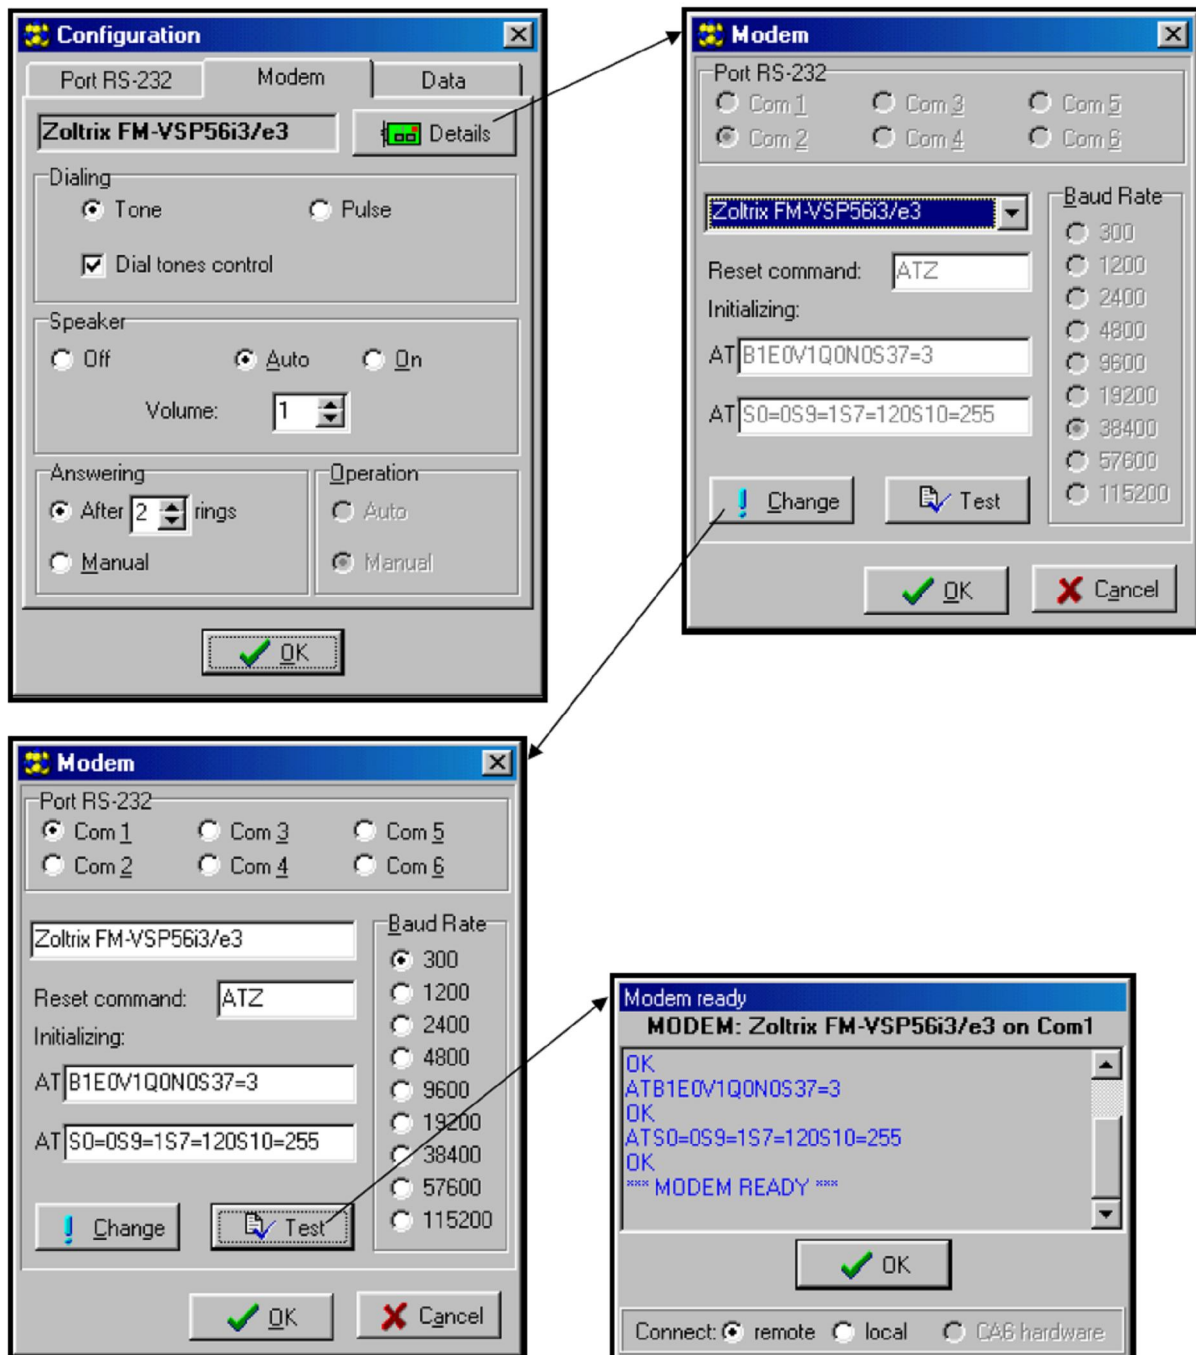 Configuration
Port RS-232 Modem Data
Zoltrix FM-VSP56i3/e3 Details
Dialing
Tone Pulse
Dial tones control
Speaker
Off Auto On
Volume: 1
Answering
After 2 rings
Manual
Operation
Auto
Manual
OK
Modem
Port RS-232
Com 1 Com 3 Com 5
Com 2 Com 4 Com 6
Zoltrix FM-VSP56i3/e3
Reset command: ATZ
Initializing:
AT B1E0V1Q0N0S37=3
AT S0=0S9=1S7=120S10=255
Baud Rate
300
1200
2400
4800
9600
19200
38400
57600
115200
Change Test
OK Cancel
Modem
Port RS-232
Com 1 Com 3 Com 5
Com 2 Com 4 Com 6
Zoltrix FM-VSP56i3/e3
Reset command: ATZ
Initializing:
AT B1E0V1Q0N0S37=3
AT S0=0S9=1S7=120S10=255
Baud Rate
300
1200
2400
4800
9600
19200
38400
57600
115200
Change Test
OK Cancel
Modem ready
MODEM: Zoltrix FM-VSP56i3/e3 on Com1
OK
ATB1E0V1Q0N0S37=3
OK
ATS0=0S9=1S7=120S10=255
OK
*** MODEM READY ***
OK
Connect: remote local CA6 hardware